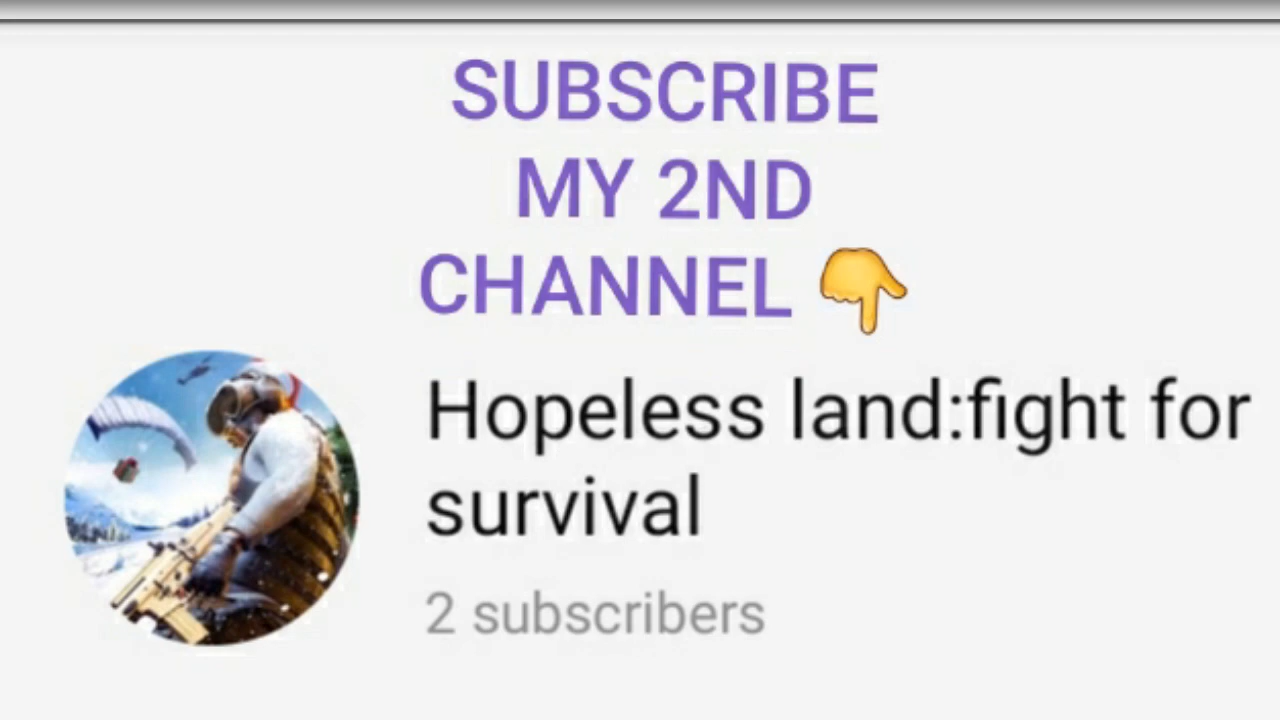 SUBSCRIBE
MY 2ND
CHANNEL 👇
Hopeless land:fight for
survival
2 subscribers